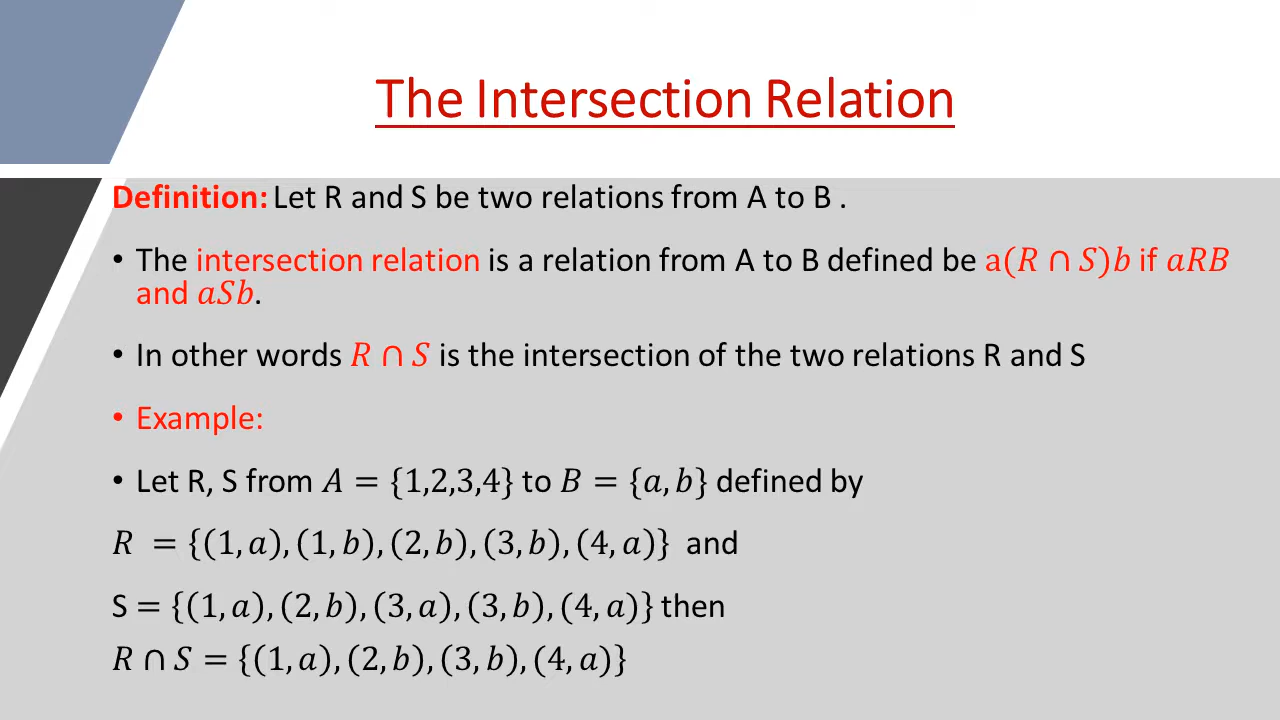 The Intersection Relation
Definition: Let R and S be two relations from A to B .
• The intersection relation is a relation from A to B defined be a(R ∩ S)b if aRB
and aSb.
• In other words R ∩ S is the intersection of the two relations R and S
• Example:
• Let R, S from A = {1,2,3,4} to B = {a, b} defined by
R = {(1, a), (1, b), (2, b), (3, b), (4, a)} and
S = {(1, a), (2, b), (3, a), (3, b), (4, a)} then
R ∩ S = {(1, a), (2, b), (3, b), (4, a)}